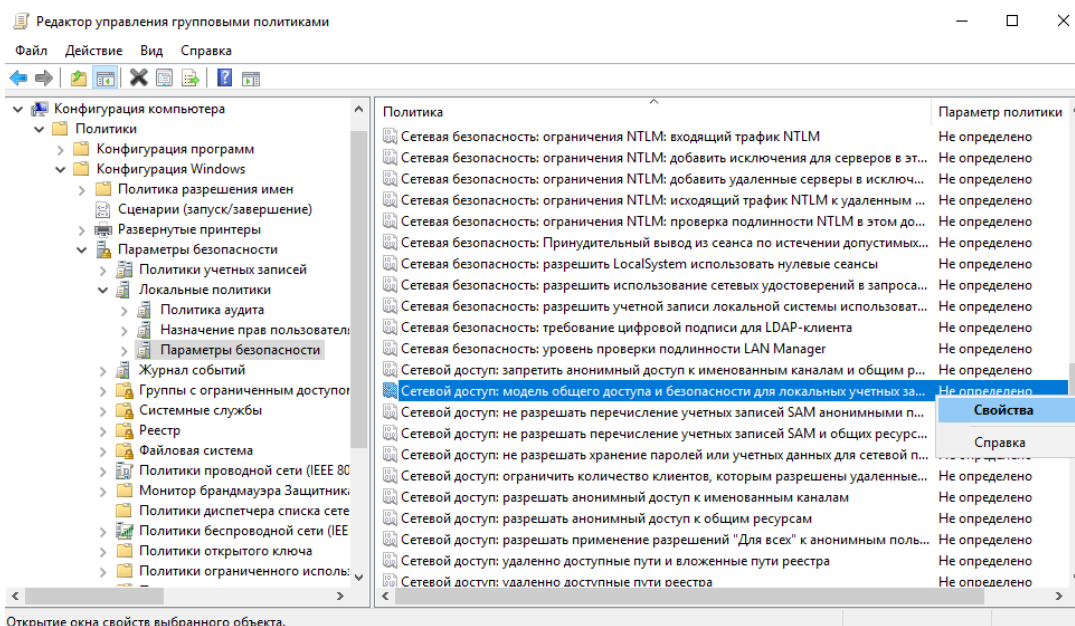 Редактор управления групповыми политиками
Файл Действие Вид Справка
Конфигурация компьютера
Политики
Конфигурация программ
Конфигурация Windows
Политика разрешения имен
Сценарии (запуск/завершение)
Развернутые принтеры
Параметры безопасности
Политики учетных записей
Локальные политики
Политика аудита
Назначение прав пользовател
Параметры безопасности
Журнал событий
Группы с ограниченным доступо
Системные службы
Реестр
Файловая система
Политики проводной сети (IEEE 80
Монитор брандмауэра Защитник
Политики диспетчера списка сете
Политики беспроводной сети (IEE
Политики открытого ключа
Политики ограниченного исполь
Политика Параметр политики
Сетевая безопасность: ограничения NTLM: входящий трафик NTLM Не определено
Сетевая безопасность: ограничения NTLM: добавить исключения для серверов в эт... Не определено
Сетевая безопасность: ограничения NTLM: добавить удаленные серверы в исключ... Не определено
Сетевая безопасность: ограничения NTLM: исходящий трафик NTLM к удаленным ... Не определено
Сетевая безопасность: ограничения NTLM: проверка подлинности NTLM в этом до... Не определено
Сетевая безопасность: Принудительный вывод из сеанса по истечении допустимых... Не определено
Сетевая безопасность: разрешить LocalSystem использовать нулевые сеансы Не определено
Сетевая безопасность: разрешить использование сетевых удостоверений в запроса... Не определено
Сетевая безопасность: разрешить учетной записи локальной системы использоват... Не определено
Сетевая безопасность: требование цифровой подписи для LDAP-клиента Не определено
Сетевая безопасность: уровень проверки подлинности LAN Manager Не определено
Сетевой доступ: запретить анонимный доступ к именованным каналам и общим р... Не определено
Сетевой доступ: модель общего доступа и безопасности для локальных учетных за... Не определено
Сетевой доступ: не разрешать перечисление учетных записей SAM анонимными п...
Сетевой доступ: не разрешать перечисление учетных записей SAM и общих ресурс...
Сетевой доступ: не разрешать хранение паролей или учетных данных для сетевой п...
Сетевой доступ: ограничить количество клиентов, которым разрешены удаленные... Не определено
Сетевой доступ: разрешать анонимный доступ к именованным каналам Не определено
Сетевой доступ: разрешать анонимный доступ к общим ресурсам Не определено
Сетевой доступ: разрешать применение разрешений "Для всех" к анонимным поль... Не определено
Сетевой доступ: удаленно доступные пути и вложенные пути реестра Не определено
Сетевой доступ: удаленно доступные пути реестра Не определено
Свойства
Справка
Открытие окна свойств выбранного объекта.